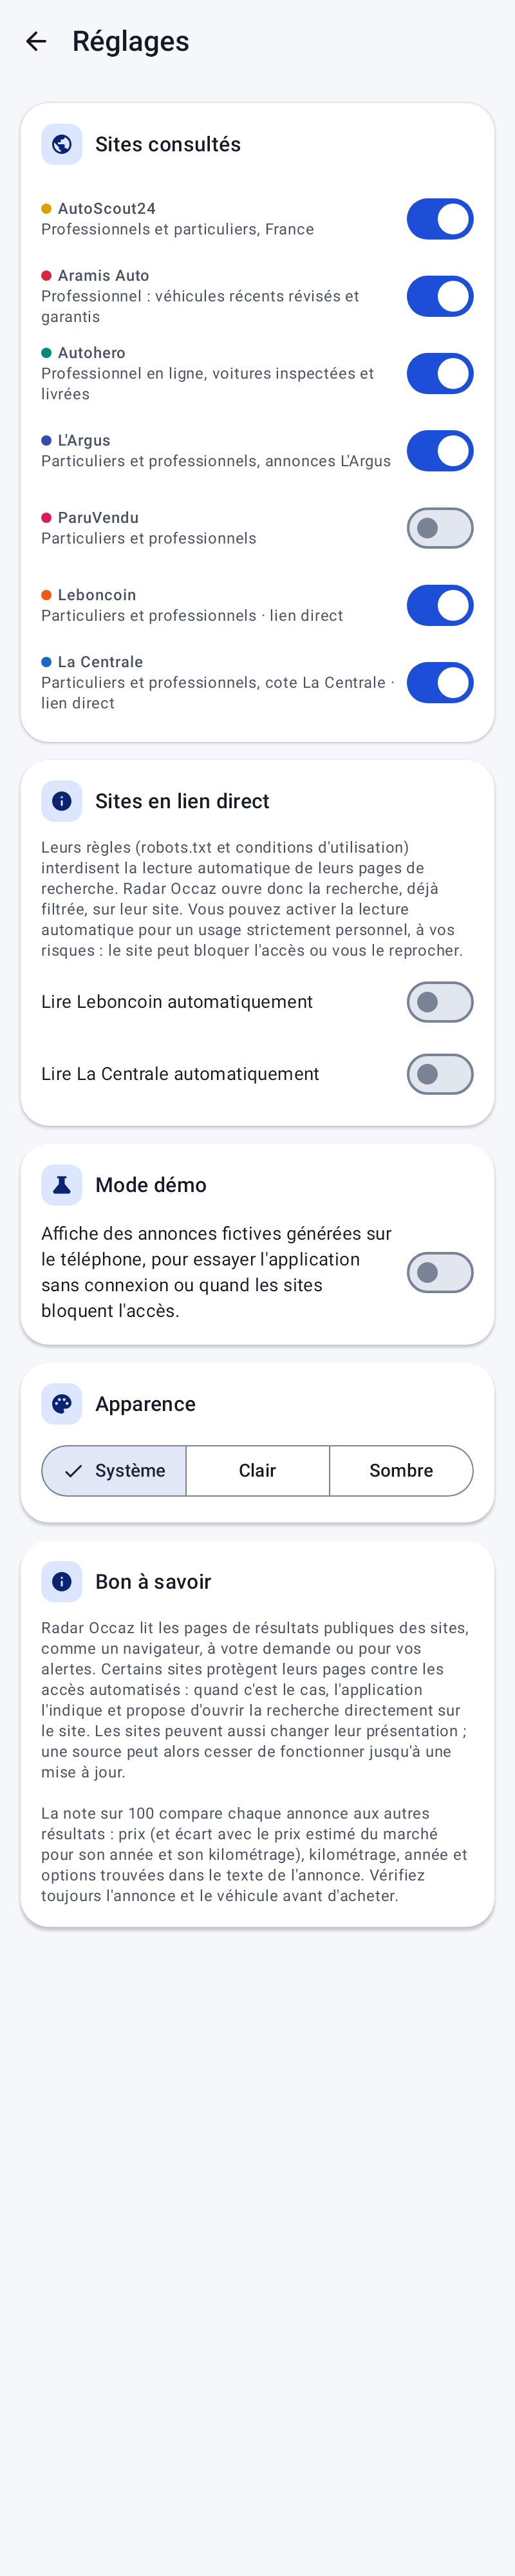 Réglages
Sites consultés
AutoScout24
Professionnels et particuliers, France
Aramis Auto
Professionnel : véhicules récents révisés et
garantis
Autohero
Professionnel en ligne, voitures inspectées et
livrées
L'Argus
Particuliers et professionnels, annonces L'Argus
ParuVendu
Particuliers et professionnels
Leboncoin
Particuliers et professionnels · lien direct
La Centrale
Particuliers et professionnels, cote La Centrale ·
lien direct
Sites en lien direct
Leurs règles (robots.txt et conditions d'utilisation)
interdisent la lecture automatique de leurs pages de
recherche. Radar Occaz ouvre donc la recherche, déjà
filtrée, sur leur site. Vous pouvez activer la lecture
automatique pour un usage strictement personnel, à vos
risques : le site peut bloquer l'accès ou vous le reprocher.
Lire Leboncoin automatiquement
Lire La Centrale automatiquement
Mode démo
Affiche des annonces fictives générées sur
le téléphone, pour essayer l'application
sans connexion ou quand les sites
bloquent l'accès.
Apparence
Système Clair Sombre
Bon à savoir
Radar Occaz lit les pages de résultats publiques des sites,
comme un navigateur, à votre demande ou pour vos
alertes. Certains sites protègent leurs pages contre les
accès automatisés : quand c'est le cas, l'application
l'indique et propose d'ouvrir la recherche directement sur
le site. Les sites peuvent aussi changer leur présentation ;
une source peut alors cesser de fonctionner jusqu'à une
mise à jour.
La note sur 100 compare chaque annonce aux autres
résultats : prix (et écart avec le prix estimé du marché
pour son année et son kilométrage), kilométrage, année et
options trouvées dans le texte de l'annonce. Vérifiez
toujours l'annonce et le véhicule avant d'acheter.